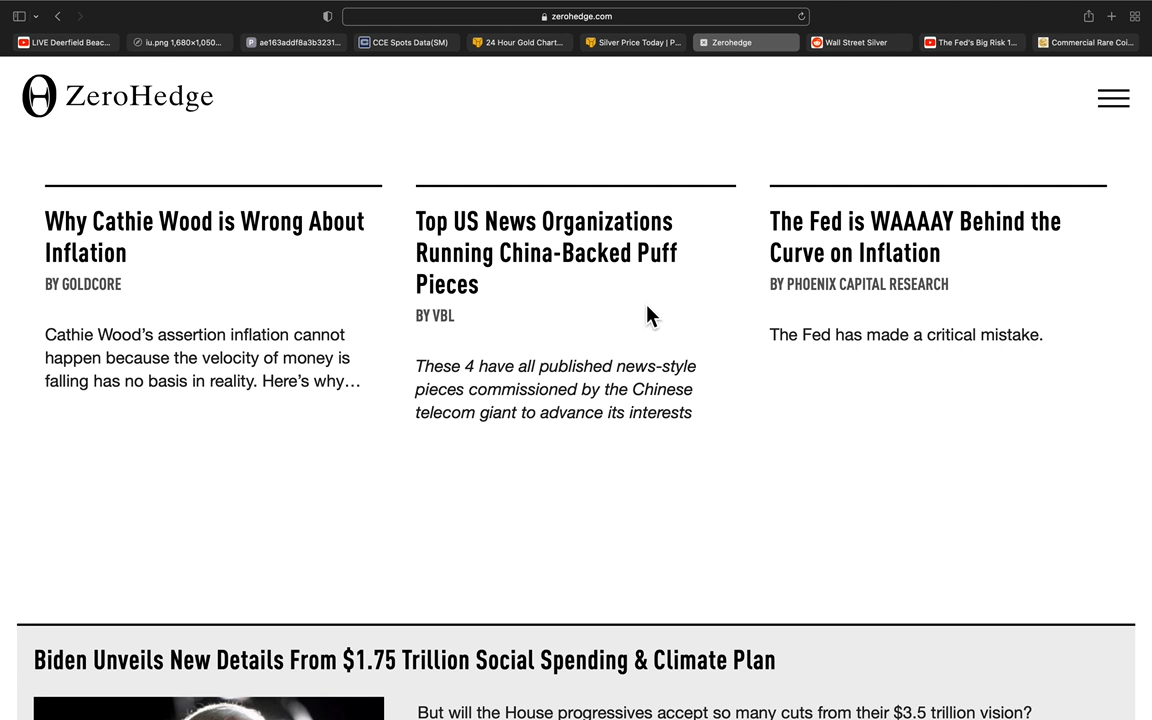 zerohedge.com
LIVE Deerfield Beac...
iu.png 1,680×1,050...
ae163addf8a3b3231...
CCE Spots Data(SM)
24 Hour Gold Chart...
Silver Price Today | P...
Zerohedge
Wall Street Silver
The Fed's Big Risk 1...
Commercial Rare Coi...
ZeroHedge
Why Cathie Wood is Wrong About
Inflation
BY GOLDCORE
Cathie Wood's assertion inflation cannot
happen because the velocity of money is
falling has no basis in reality. Here's why…
Top US News Organizations
Running China-Backed Puff
Pieces
BY VBL
These 4 have all published news-style
pieces commissioned by the Chinese
telecom giant to advance its interests
The Fed is WAAAAY Behind the
Curve on Inflation
BY PHOENIX CAPITAL RESEARCH
The Fed has made a critical mistake.
Biden Unveils New Details From $1.75 Trillion Social Spending & Climate Plan
But will the House progressives accept so many cuts from their $3.5 trillion vision?